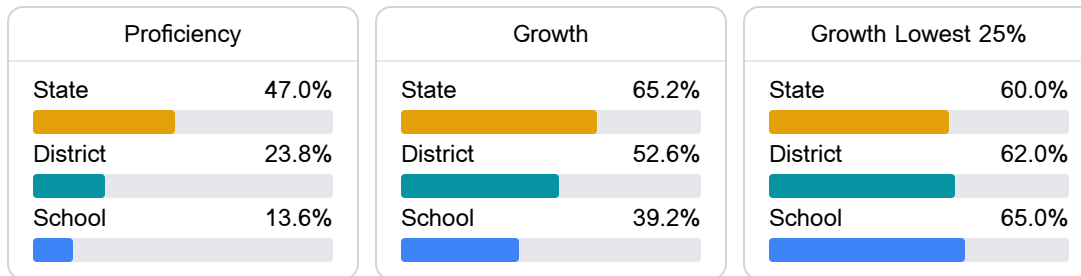 Proficiency
State 47.0%
District 23.8%
School 13.6%
Growth
State 65.2%
District 52.6%
School 39.2%
Growth Lowest 25%
State 60.0%
District 62.0%
School 65.0%